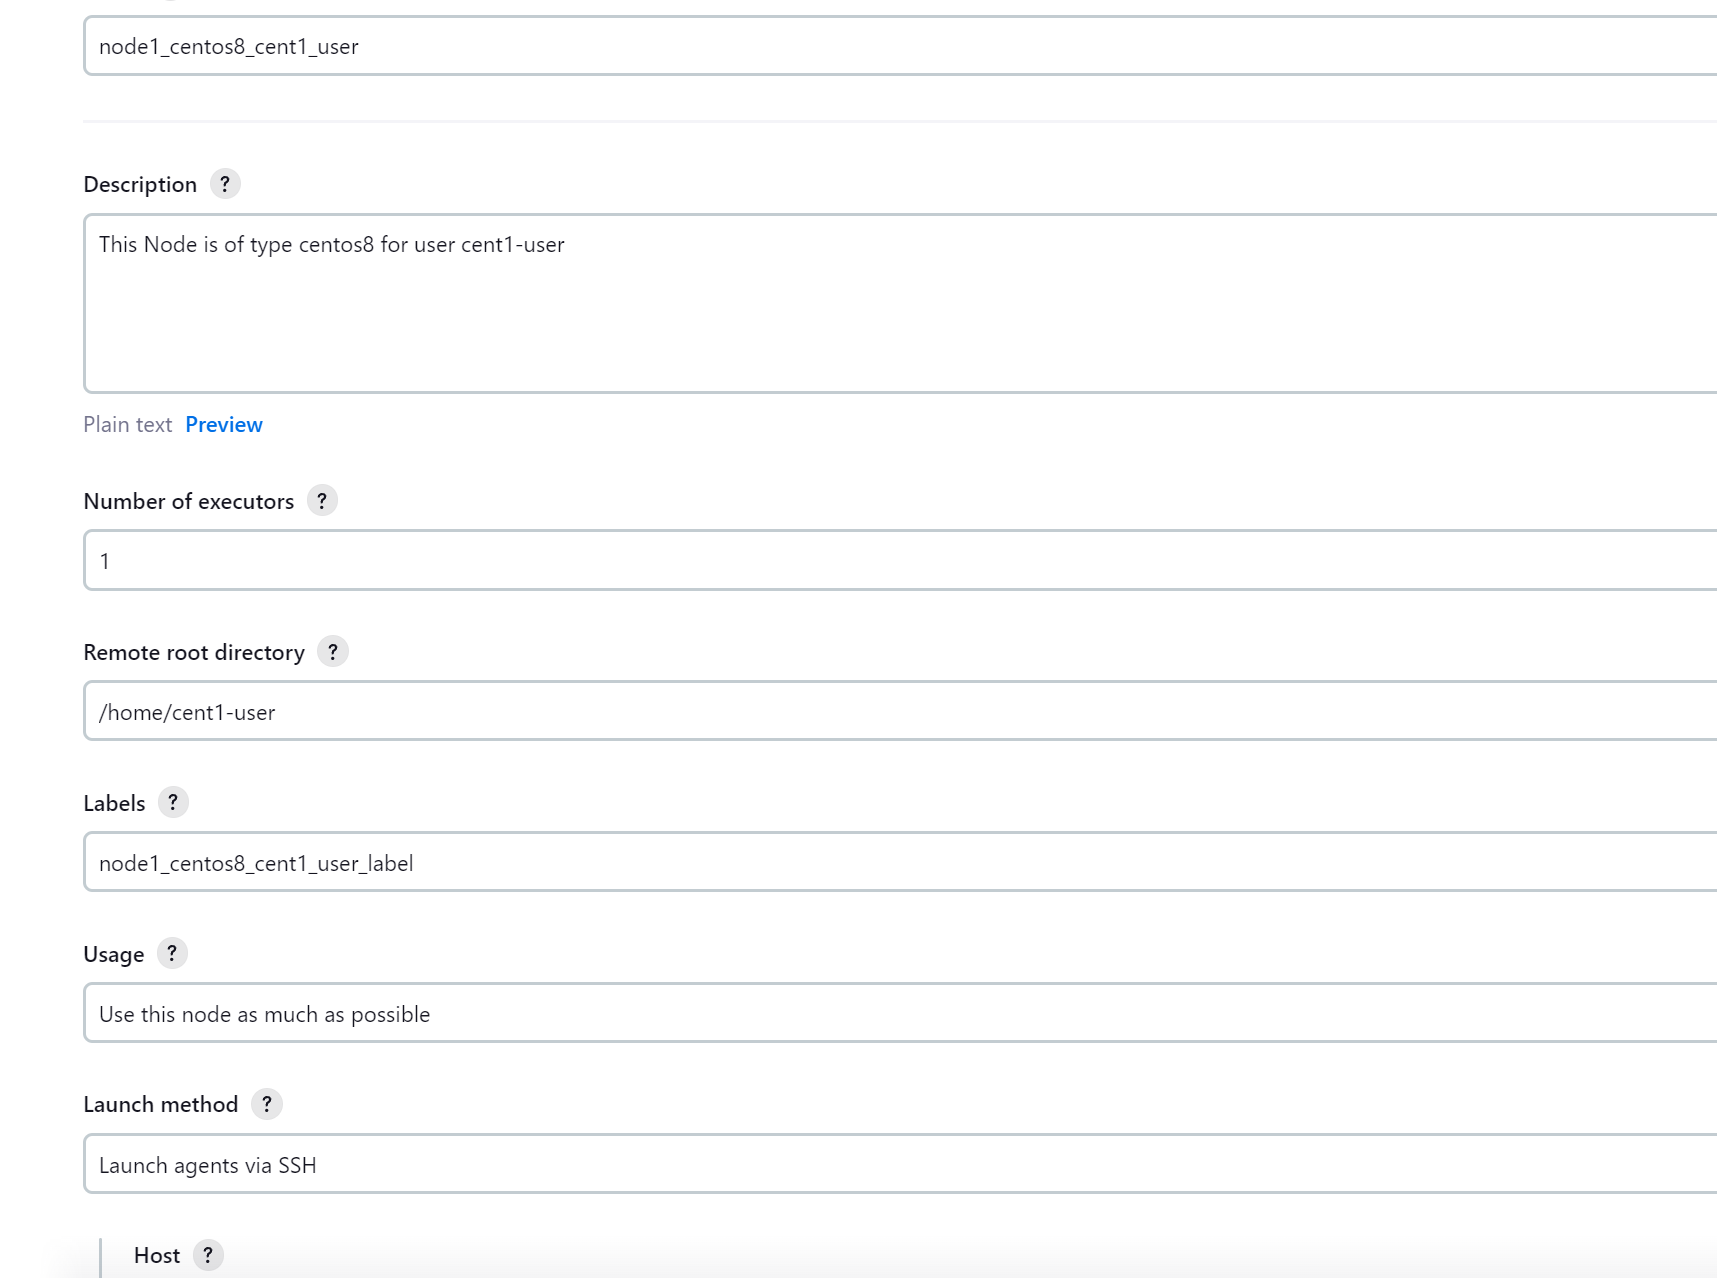 node1_centos8_cent1_user
Description ?
This Node is of type centos8 for user cent1-user
Plain text Preview
Number of executors ?
1
Remote root directory ?
/home/cent1-user
Labels ?
node1_centos8_cent1_user_label
Usage ?
Use this node as much as possible
Launch method ?
Launch agents via SSH
Host ?